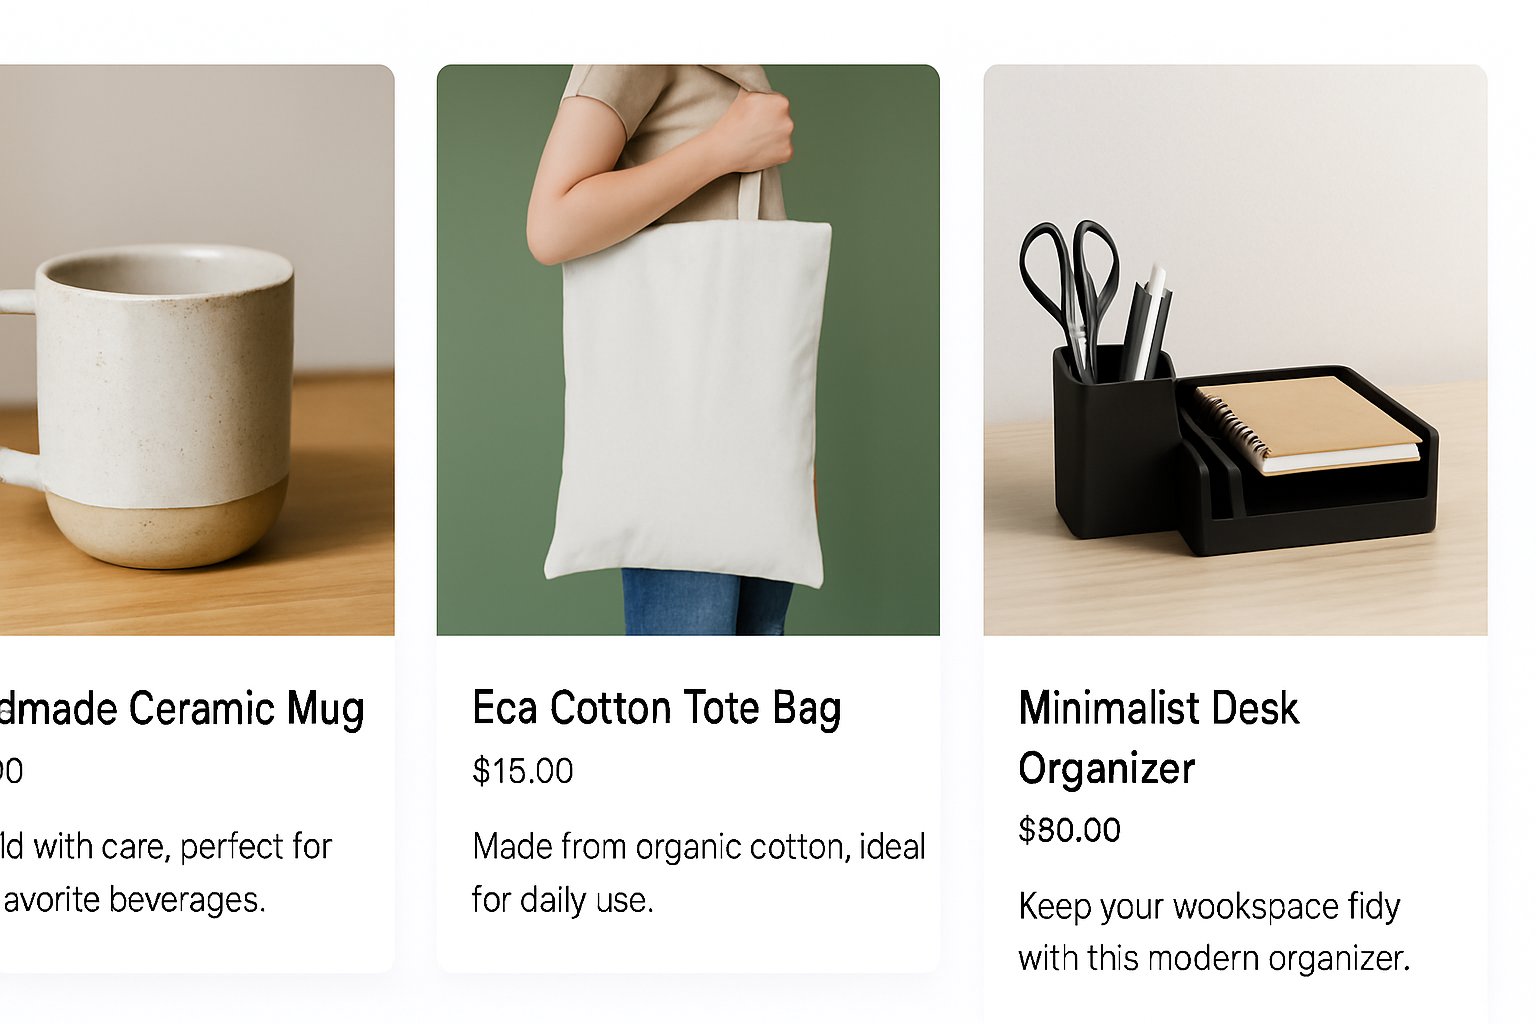 dmade Ceramic Mug
00
ld with care, perfect for
avorite beverages.
Eca Cotton Tote Bag
$15.00
Made from organic cotton, ideal
for daily use.
Minimalist Desk
Organizer
$80.00
Keep your wookspace fidy
with this modern organizer.